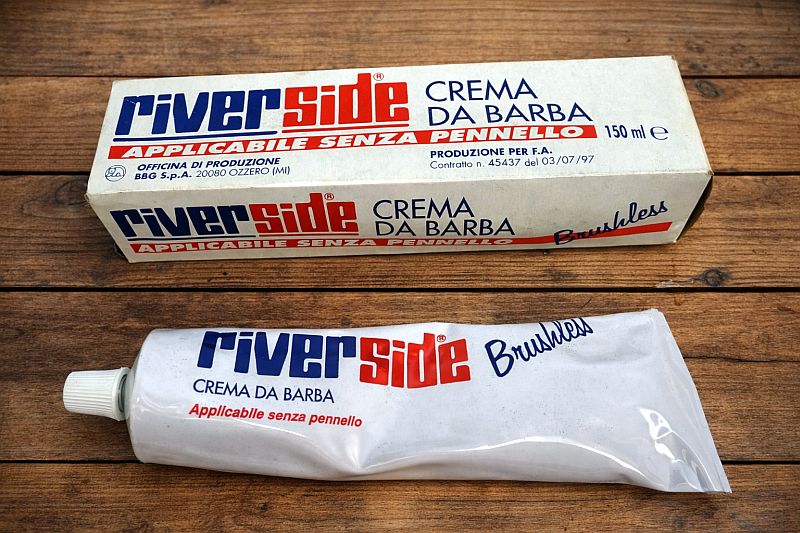 riverside®
CREMA
DA BARBA
APPLICABILE SENZA PENNELLO
150 ml ℮
OFFICINA DI PRODUZIONE
BBG S.p.A. 20080 OZZERO (MI)
PRODUZIONE PER F.A.
Contratto n. 45437 del 03/07/97
riverside®
CREMA
DA BARBA
APPLICABILE SENZA PENNELLO
Brushless
riverside®
Brushless
CREMA DA BARBA
Applicabile senza pennello